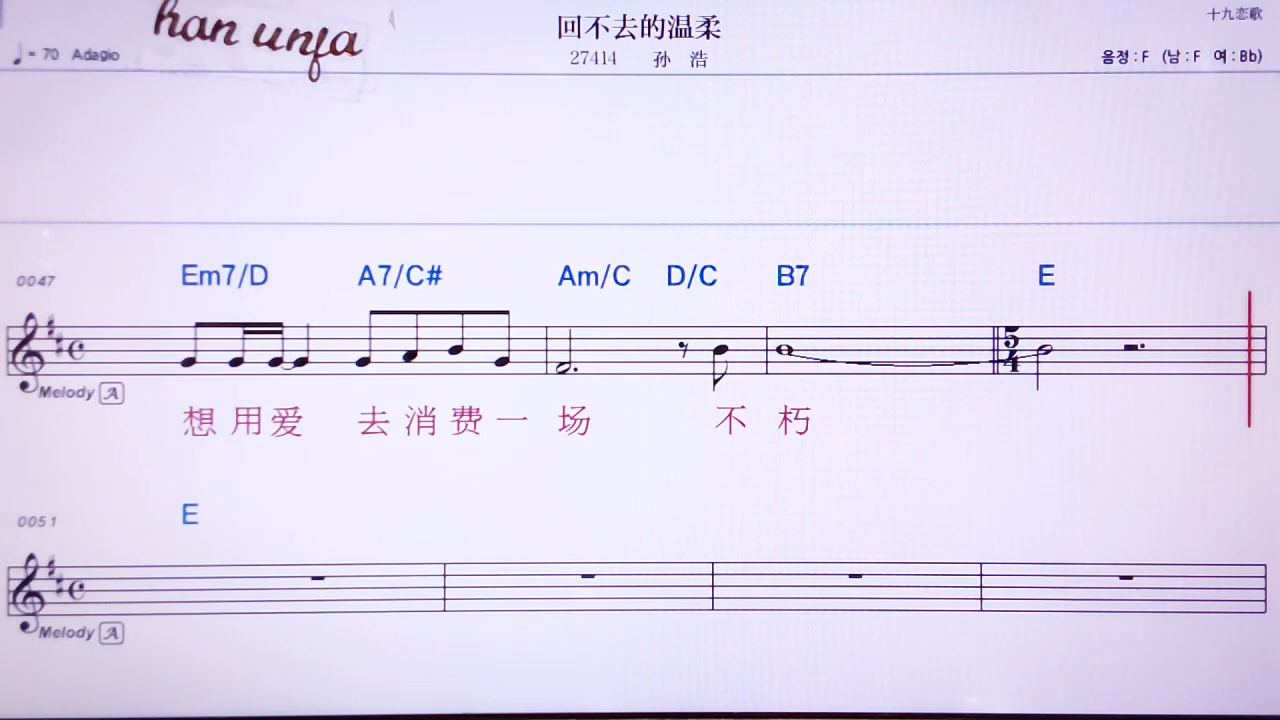 han unfa
回不去的温柔
十九恋歌
♩= 70 Adagio
27414 孙 浩
음정 : F (남 : F 여 : Bb)
0047
Em7/D A7/C# Am/C D/C B7 E
5
4
Melody A
想 用 爱 去 消 费 一 场 不 朽
0051
E
Melody A